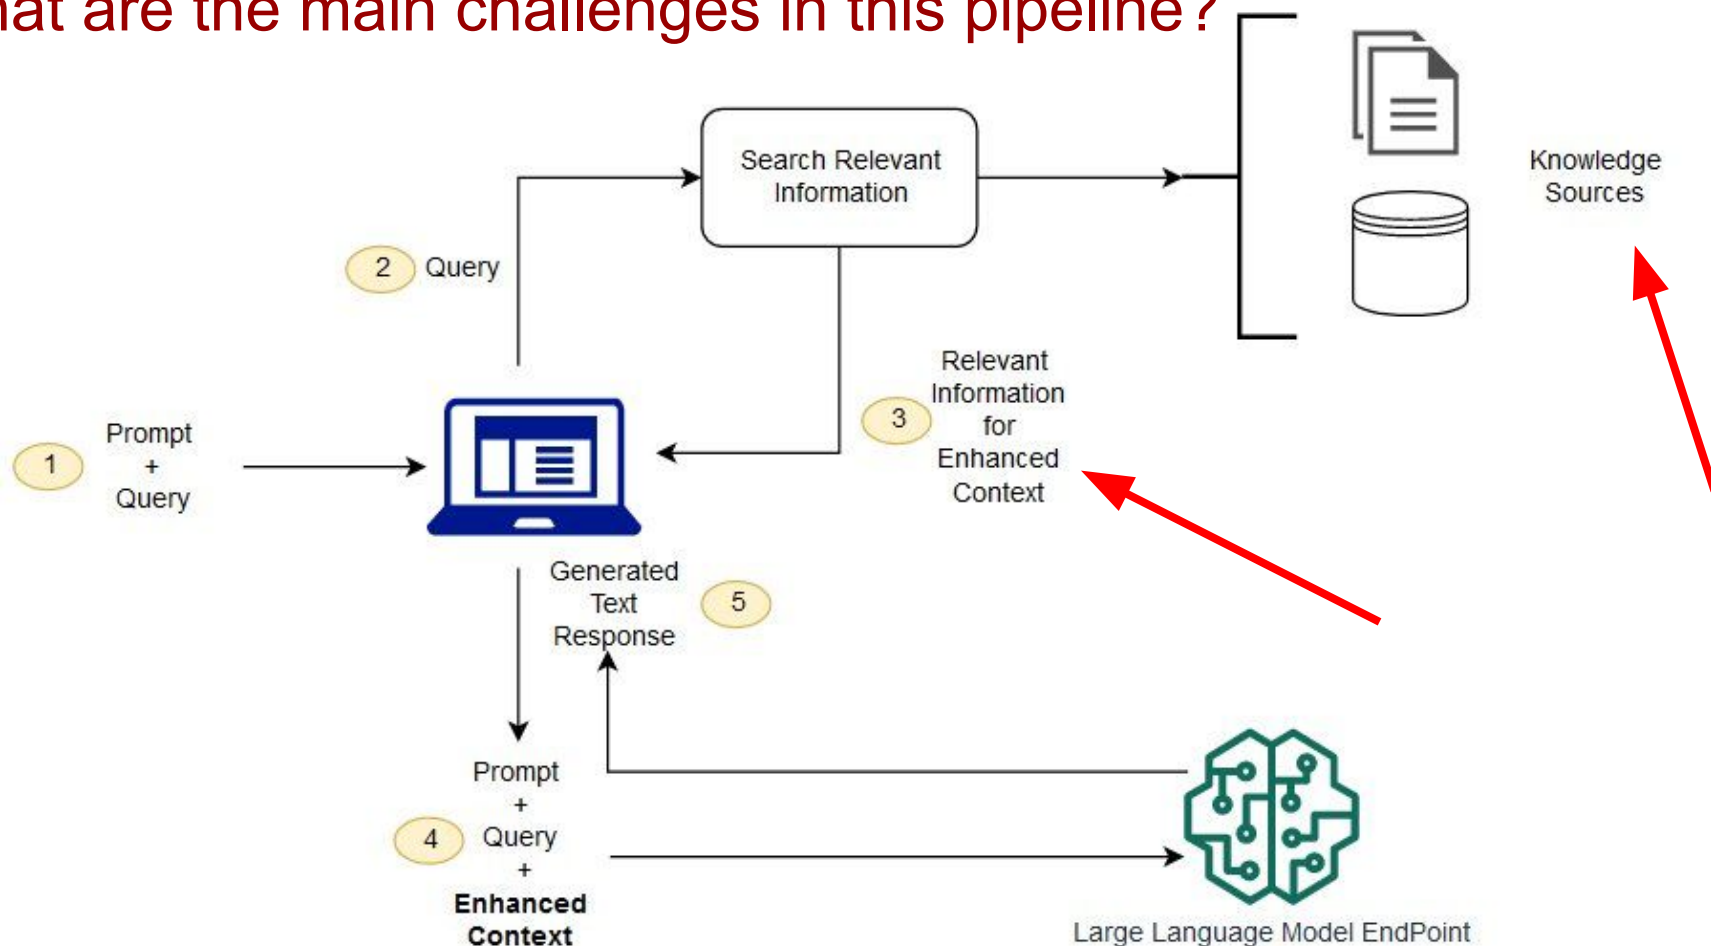 hat are the main challenges in this pipeline?
Search Relevant
Information
Knowledge
Sources
2 Query
Relevant
Information
3 for
Enhanced
Context
1 Prompt
+
Query
Generated
Text
Response
5
Prompt
+
4 Query
+
Enhanced
Context
Large Language Model EndPoint